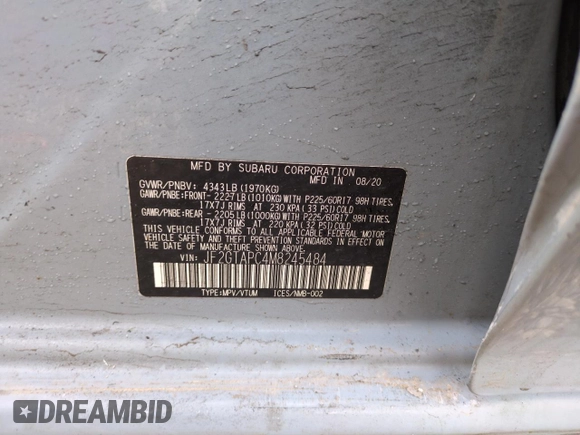 MFD BY SUBARU CORPORATION
GVWR/PNBV: 4343LB(1970KG) MFD IN 08/20
GAWR/PNBE:FRONT- 2227LB(1010KG)WITH P225/60R17 98H TIRES,
17X7J RIMS AT 230 KPA(33 PSI)COLD
GAWR/PNBE:REAR - 2205LB(1000KG)WITH P225/60R17 98H TIRES,
17X7J RIMS AT 220 KPA(32 PSI)COLD
THIS VEHICLE CONFORMS TO ALL APPLICABLE FEDERAL MOTOR
VEHICLE SAFETY AND THEFT PREVENTION STANDARDS IN EFFECT ON
THE DATE OF MANUFACTURE SHOWN ABOVE.
VIN: JF2GTAPC4M8245484
TYPE:MPV/VTUM ICES/NMB-002
DREAMBID